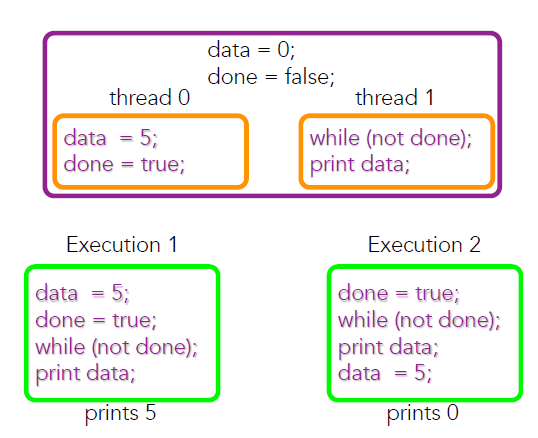 data = 0;
done = false;
thread 0
thread 1
data = 5;
done = true;
while (not done);
print data;
Execution 1
data = 5;
done = true;
while (not done);
print data;
prints 5
Execution 2
done = true;
while (not done);
print data;
data = 5;
prints 0